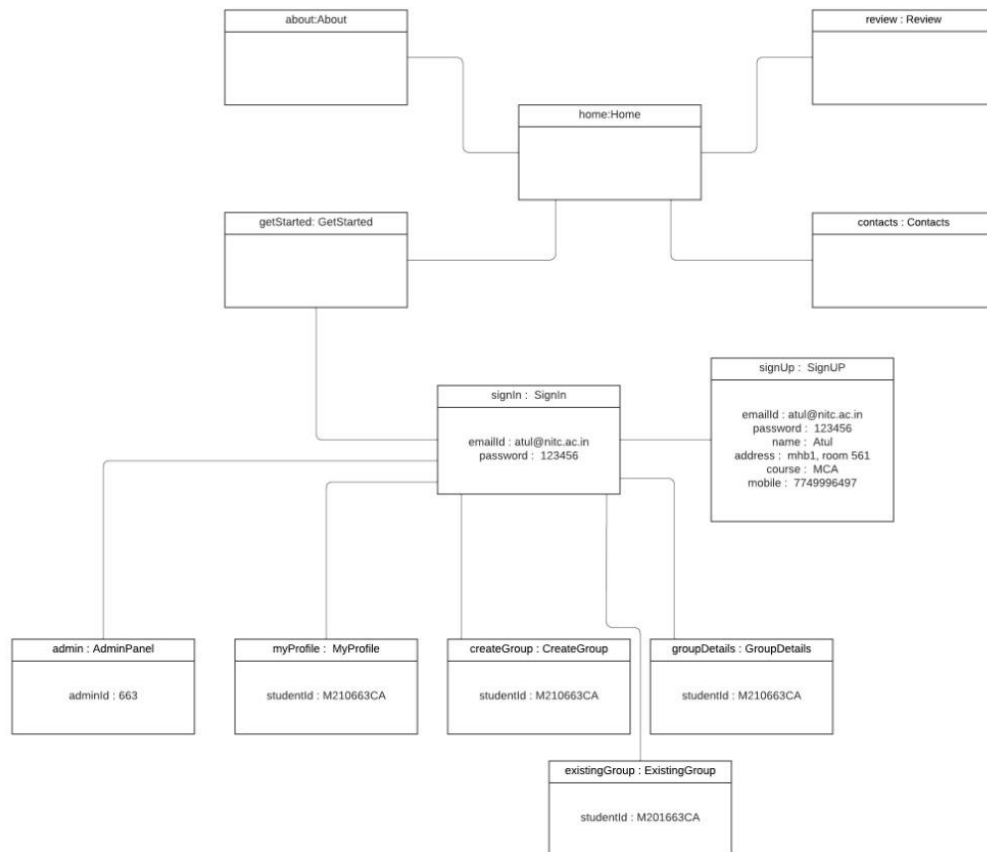 about:About
review : Review
home:Home
getStarted: GetStarted
contacts : Contacts
signIn :  SignIn
emailId : atul@nitc.ac.in
password :  123456
signUp :  SignUP
emailId : atul@nitc.ac.in
password :  123456
name :  Atul
address :  mhb1, room 561
course :  MCA
mobile :  7749996497
admin : AdminPanel
adminId : 663
myProfile :  MyProfile
studentId : M210663CA
createGroup : CreateGroup
studentId : M210663CA
groupDetails : GroupDetails
studentId : M210663CA
existingGroup : ExistingGroup
studentId : M201663CA